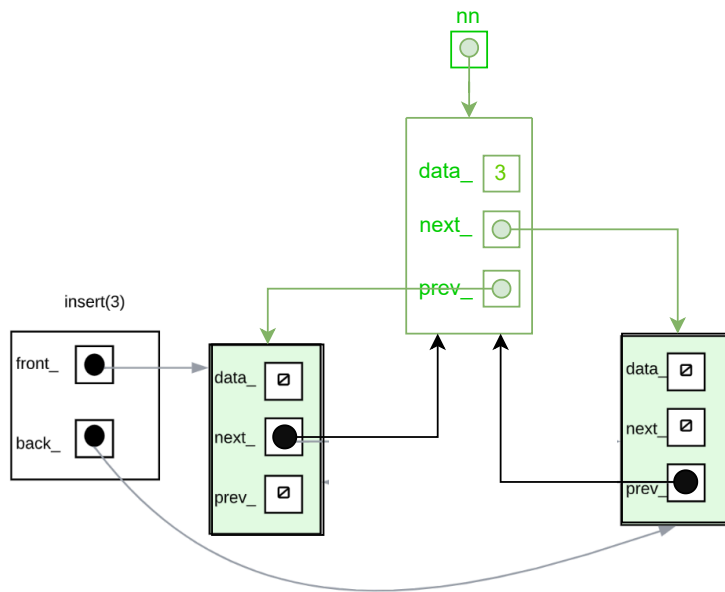 nn
data_ 3
next_
prev_
insert(3)
front_
back_
data_
next_
prev_
data_
next_
prev_